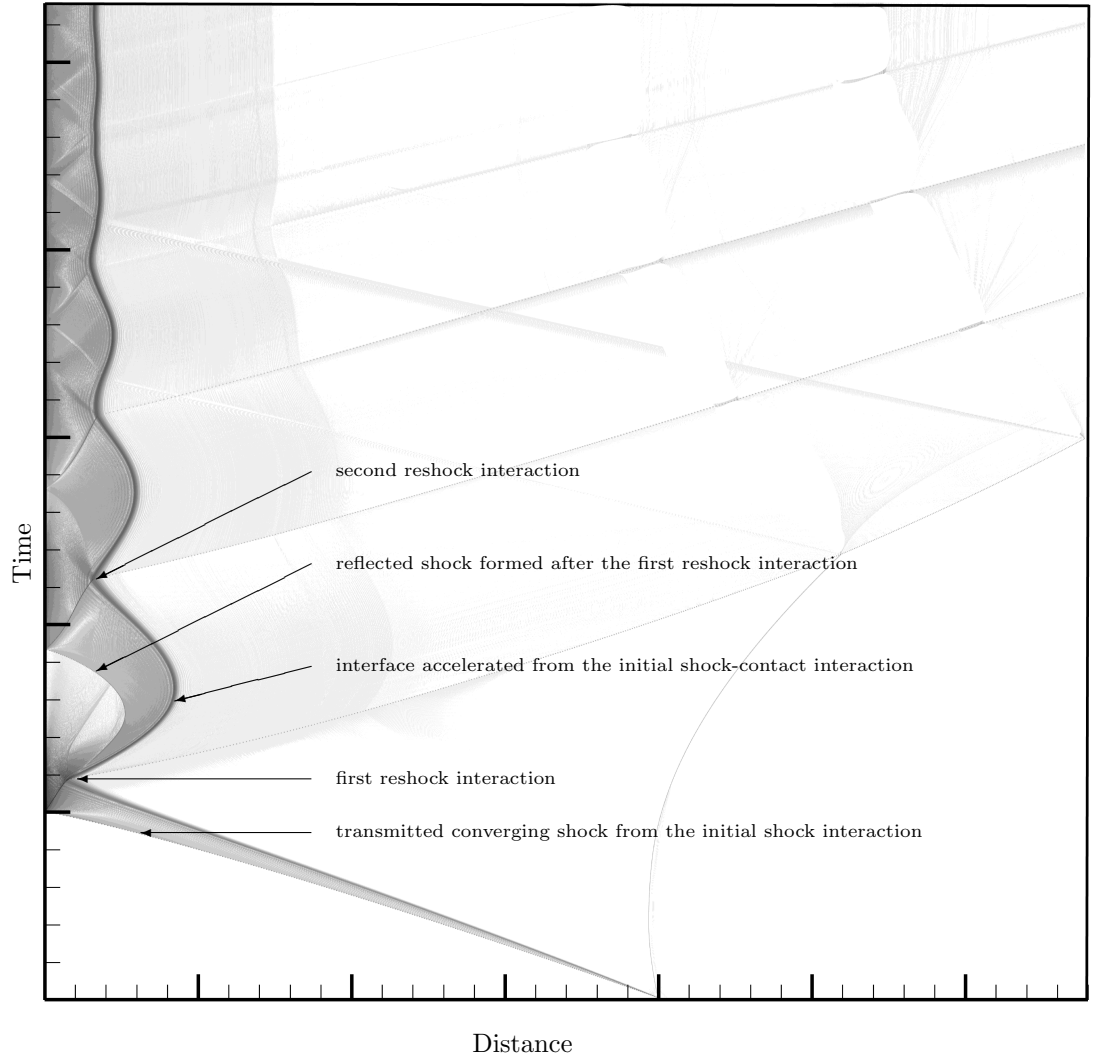 second reshock interaction
reflected shock formed after the first reshock interaction
Time
interface accelerated from the initial shock-contact interaction
first reshock interaction
transmitted converging shock from the initial shock interaction
Distance